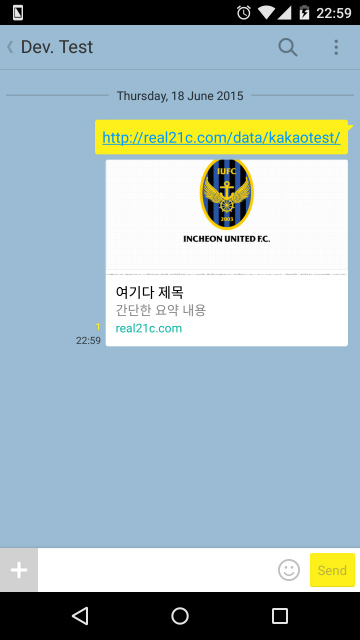 22:59
Dev. Test
Thursday, 18 June 2015
http://real21c.com/data/kakaotest/
IUFC
2003
INCHEON UNITED F.C.
여기다 제목
간단한 요약 내용
real21c.com
1
22:59
Send